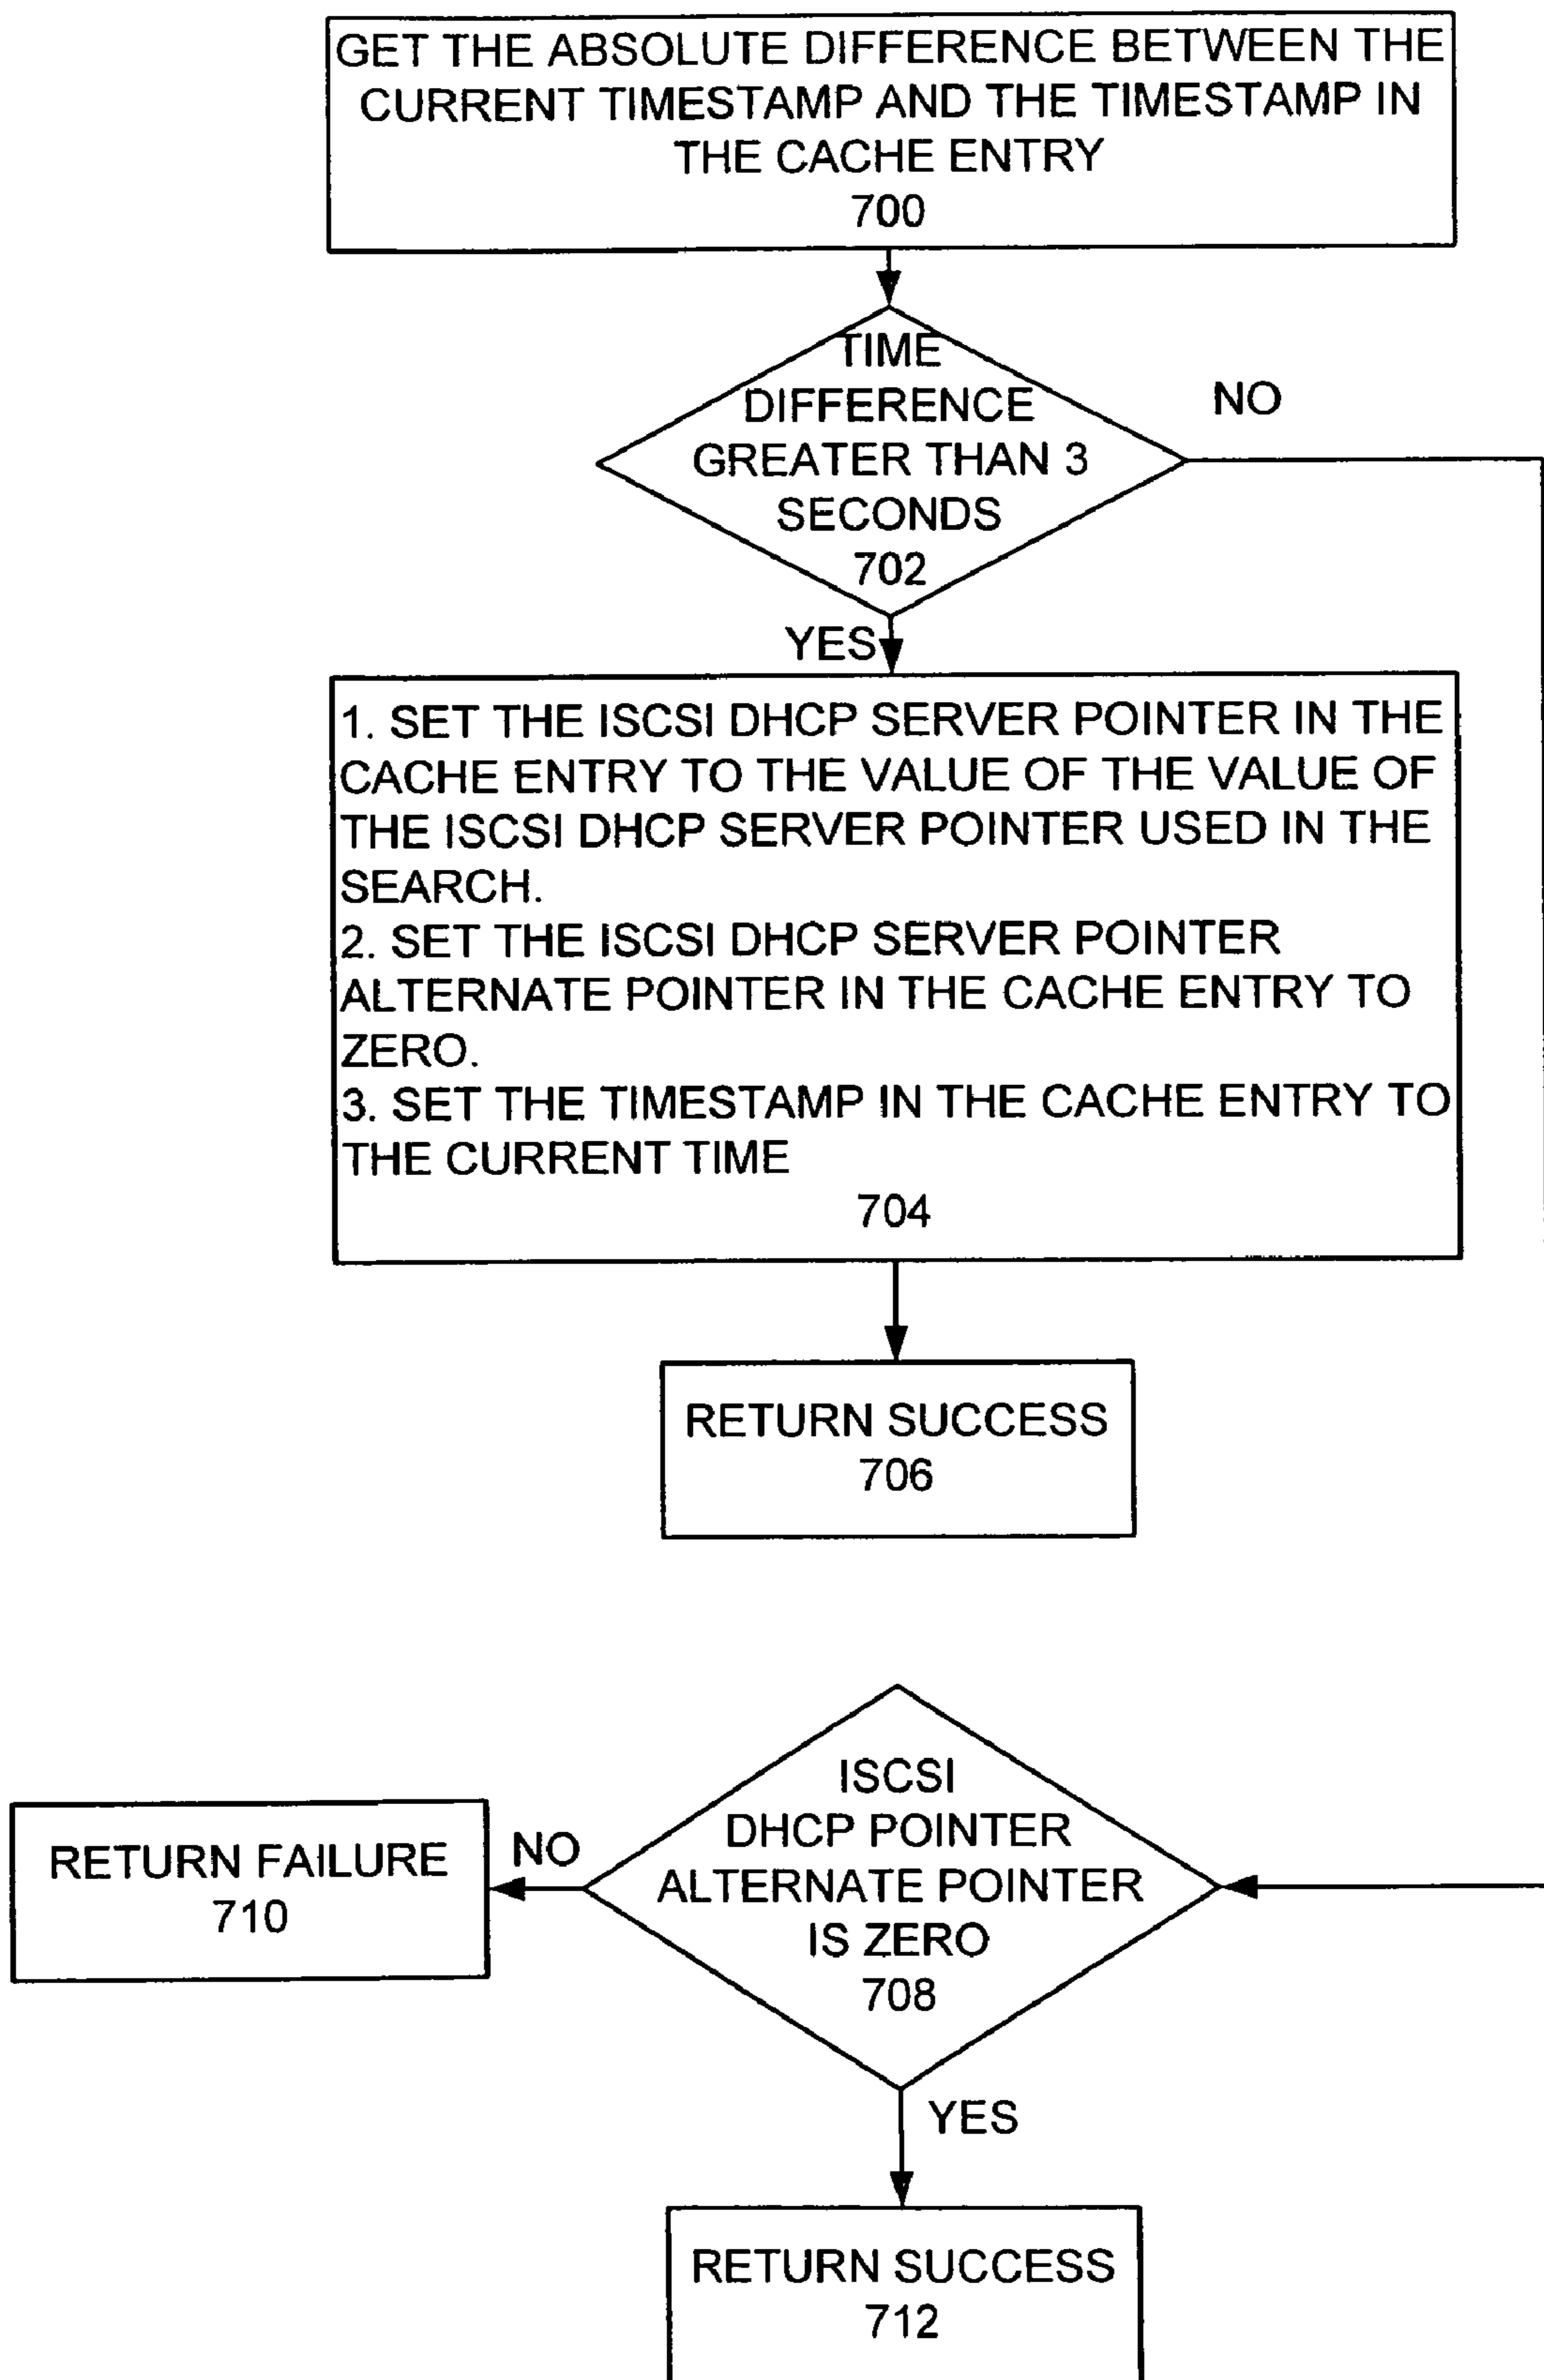 GET THE ABSOLUTE DIFFERENCE BETWEEN THE
CURRENT TIMESTAMP AND THE TIMESTAMP IN
THE CACHE ENTRY
700
TIME
DIFFERENCE
GREATER THAN 3
SECONDS
702
NO
YES
1. SET THE ISCSI DHCP SERVER POINTER IN THE
CACHE ENTRY TO THE VALUE OF THE VALUE OF
THE ISCSI DHCP SERVER POINTER USED IN THE
SEARCH.
2. SET THE ISCSI DHCP SERVER POINTER
ALTERNATE POINTER IN THE CACHE ENTRY TO
ZERO.
3. SET THE TIMESTAMP IN THE CACHE ENTRY TO
THE CURRENT TIME
704
RETURN SUCCESS
706
ISCSI
DHCP POINTER
ALTERNATE POINTER
IS ZERO
708
NO
RETURN FAILURE
710
YES
RETURN SUCCESS
712